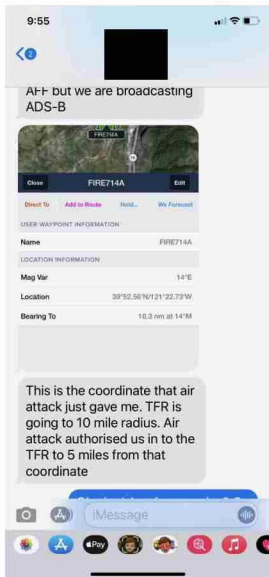 9:55
2
AFF but we are broadcasting
ADS-B
FIRE714A
Close FIRE714A Edit
Direct To Add to Route Hold... Wx Forecast
USER WAYPOINT INFORMATION
Name FIRE714A
LOCATION INFORMATION
Mag Var 14°E
Location 39°52.56'N/121°22.73'W
Bearing To 10.3 nm at 14°M
This is the coordinate that air
attack just gave me. TFR is
going to 10 mile radius. Air
attack authorised us in to the
TFR to 5 miles from that
coordinate
iMessage
Pay